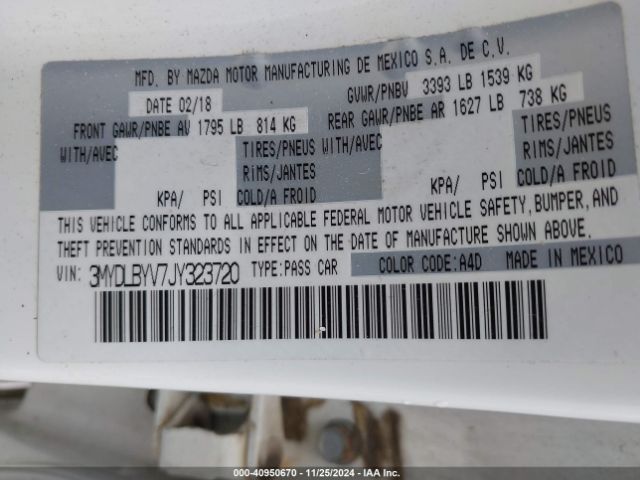 MFD. BY MAZDA MOTOR MANUFACTURING DE MEXICO S.A. DE C.V.
DATE 02/18 GVWR/PNBV 3393 LB 1539 KG
FRONT GAWR/PNBE AV 1795 LB 814 KG REAR GAWR/PNBE AR 1627 LB 738 KG
WITH/AVEC TIRES/PNEUS WITH/AVEC TIRES/PNEUS
RIMS/JANTES RIMS/JANTES
KPA/ PSI COLD/A FROID KPA/ PSI COLD/A FROID
THIS VEHICLE CONFORMS TO ALL APPLICABLE FEDERAL MOTOR VEHICLE SAFETY, BUMPER, AND
THEFT PREVENTION STANDARDS IN EFFECT ON THE DATE OF MANUFACTURE SHOWN ABOVE.
VIN: 3MYDLBYV7JY323720 TYPE:PASS CAR COLOR CODE:A4D MADE IN MEXICO
000-40950670 - 11/25/2024 - IAA Inc.